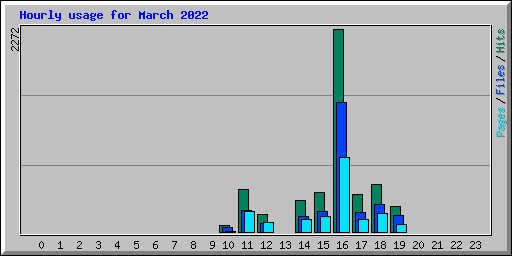 Hourly usage for March 2022
2272
Pages/Files/Hits
0 1 2 3 4 5 6 7 8 9 10 11 12 13 14 15 16 17 18 19 20 21 22 23